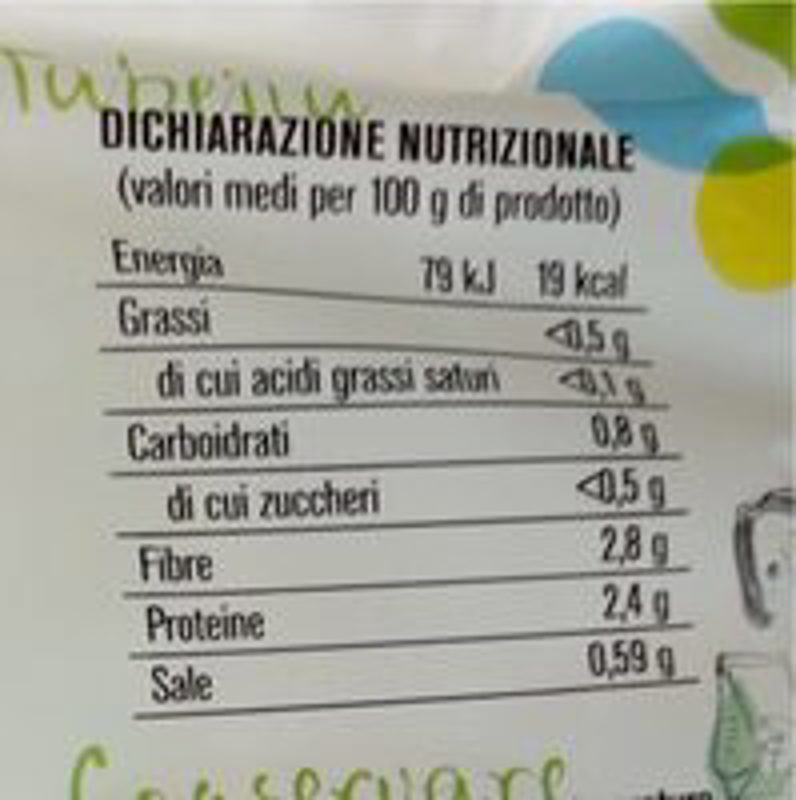 DICHIARAZIONE NUTRIZIONALE
(valori medi per 100 g di prodotto)
Energia 79 kJ 19 kcal
Grassi <0,5 g
di cui acidi grassi saturi <0,1 g
Carboidrati 0,8 g
di cui zuccheri <0,5 g
Fibre 2,8 g
Proteine 2,4 g
Sale 0,59 g
Conservare